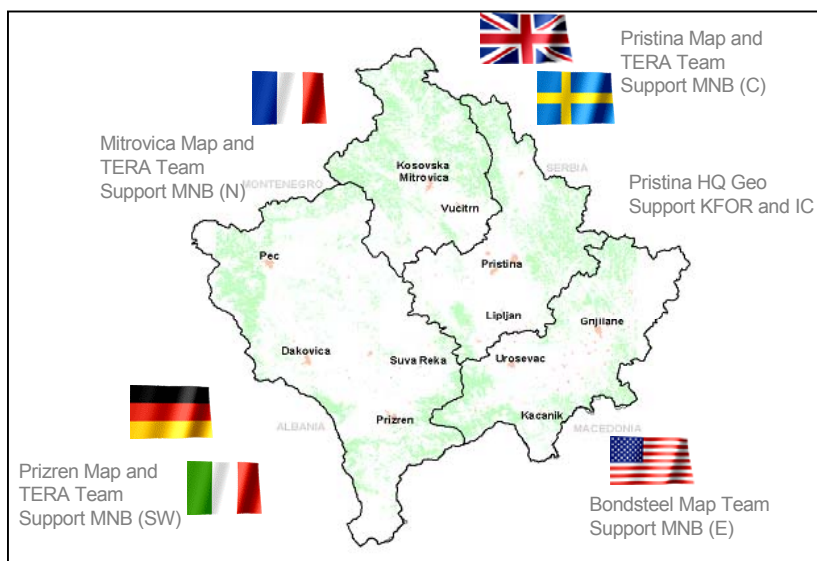 Pristina Map and
TERA Team
Support MNB (C)
Mitrovica Map and
TERA Team
Support MNB (N)
MONTENEGRO
SERBIA
Kosovska
Mitrovica
Vucitrn
Pristina HQ Geo
Support KFOR and IC
Pec
Pristina
Lipljan
Gnjilane
Dakovica
Suva Reka
Urosevac
Prizren
Kacanik
ALBANIA
MACEDONIA
Prizren Map and
TERA Team
Support MNB (SW)
Bondsteel Map Team
Support MNB (E)